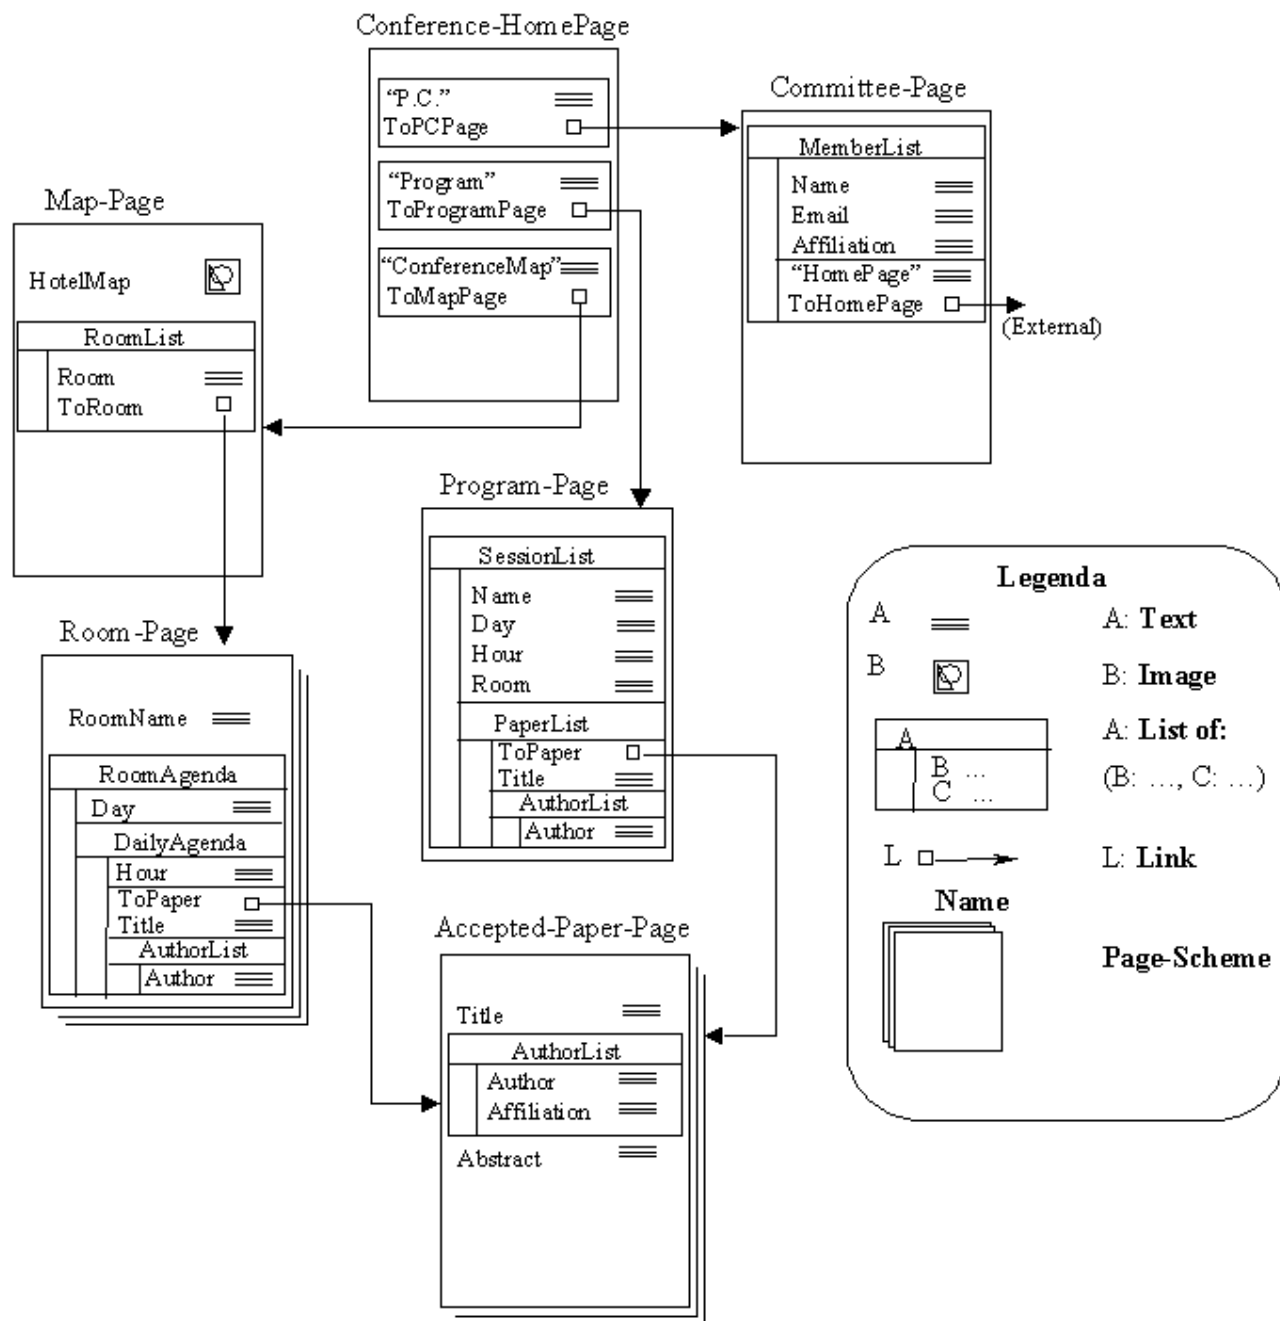 Conference-HomePage
“P.C.”
ToPCPage
“Program”
ToProgramPage
“ConferenceMap”
ToMapPage
Committee-Page
MemberList
Name
Email
Affiliation
“HomePage”
ToHomePage
(External)
Map-Page
HotelMap
RoomList
Room
ToRoom
Program-Page
SessionList
Name
Day
Hour
Room
PaperList
ToPaper
Title
AuthorList
Author
Room-Page
RoomName
RoomAgenda
Day
DailyAgenda
Hour
ToPaper
Title
AuthorList
Author
Accepted-Paper-Page
Title
AuthorList
Author
Affiliation
Abstract
Legenda
A A: Text
B B: Image
A A: List of:
B ... (B: ..., C: ...)
C ...
L L: Link
Name
Page-Scheme